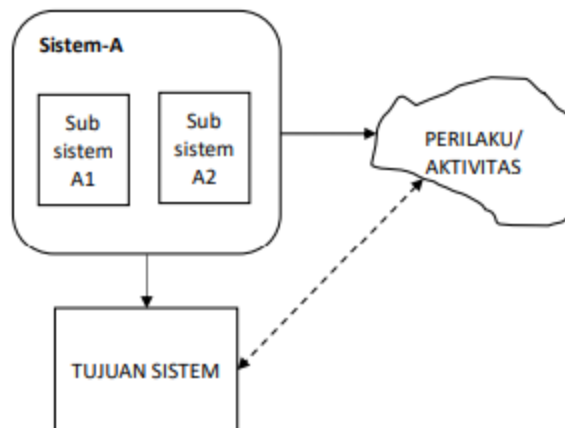 Sistem-A
Sub
sistem
A1
Sub
sistem
A2
PERILAKU/
AKTIVITAS
TUJUAN SISTEM